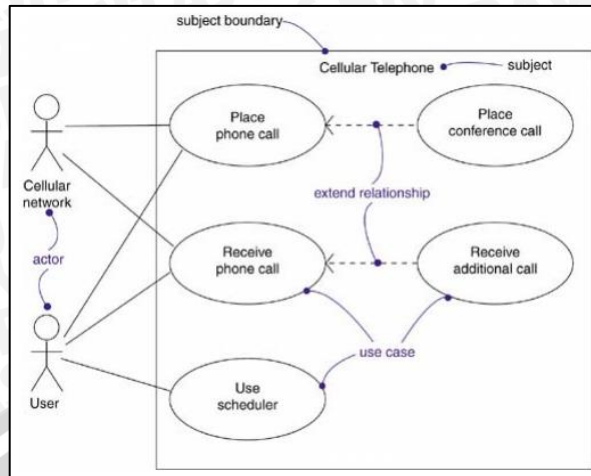 subject boundary
Cellular Telephone
subject
Place
phone call
Place
conference call
Cellular
network
extend relationship
actor
Receive
phone call
Receive
additional call
use case
User
Use
scheduler